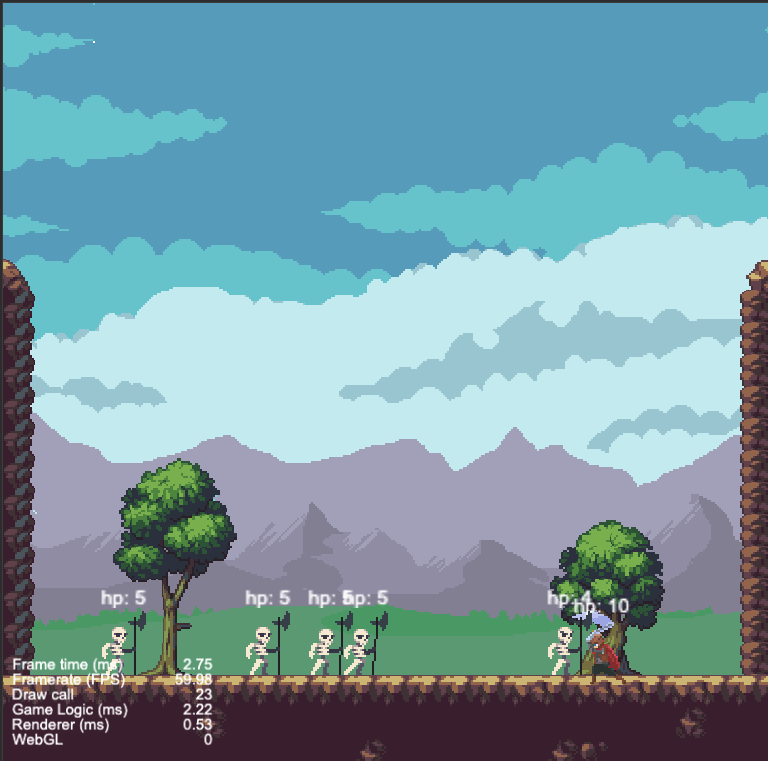 hp: 5
hp: 5
hp: 5
hp: 5
hp: 4
hp: 10
Frame time (ms) 2.75
Framerate (FPS) 59.98
Draw call 23
Game Logic (ms) 2.22
Renderer (ms) 0.53
WebGL 0